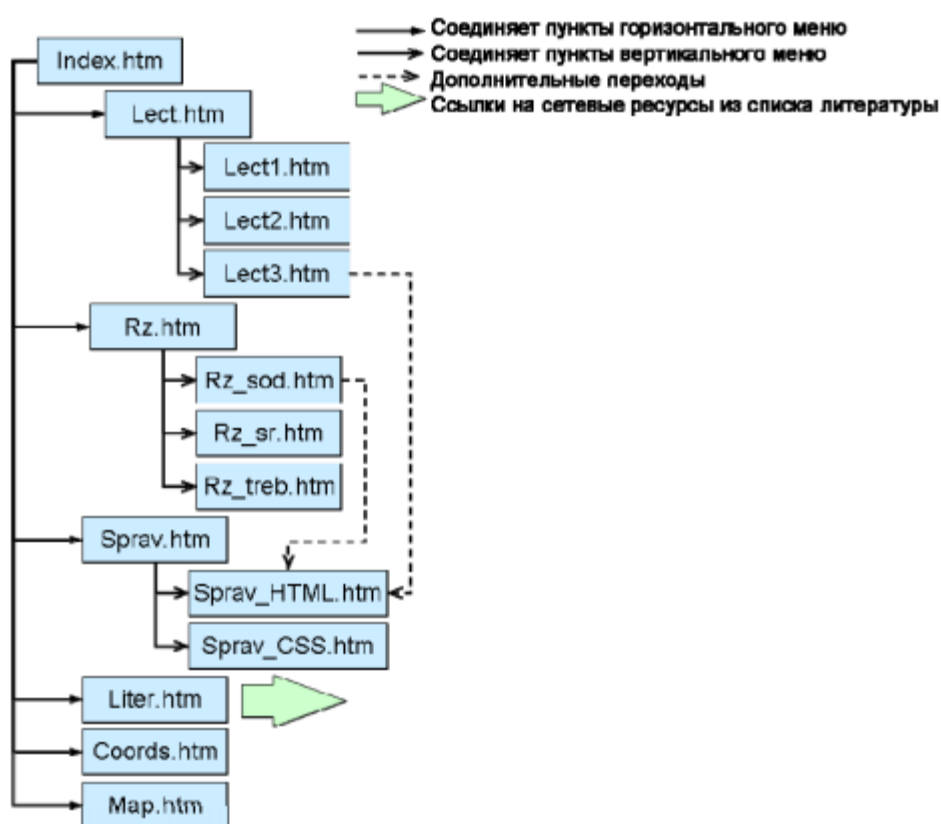 Соединяет пункты горизонтального меню
Соединяет пункты вертикального меню
Дополнительные переходы
Ссылки на сетевые ресурсы из списка литературы
Index.htm
Lect.htm
Lect1.htm
Lect2.htm
Lect3.htm
Rz.htm
Rz_sod.htm
Rz_sr.htm
Rz_treb.htm
Sprav.htm
Sprav_HTML.htm
Sprav_CSS.htm
Liter.htm
Coords.htm
Map.htm